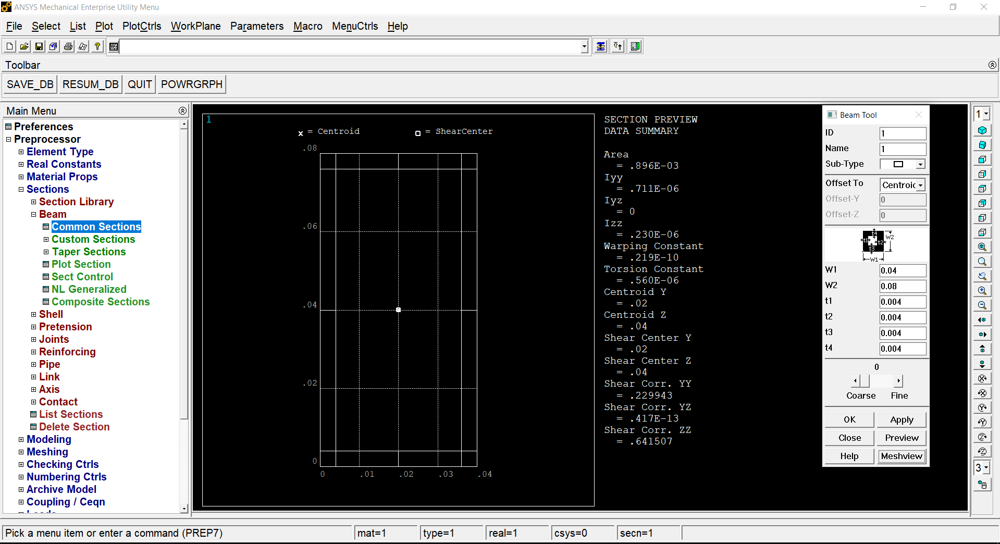 ANSYS Mechanical Enterprise Utility Menu
File Select List Plot PlotCtrls WorkPlane Parameters Macro MenuCtrls Help
Toolbar
SAVE_DB RESUM_DB QUIT POWRGRPH
Main Menu
Preferences
Preprocessor
Element Type
Real Constants
Material Props
Sections
Section Library
Beam
Common Sections
Custom Sections
Taper Sections
Plot Section
Sect Control
NL Generalized
Composite Sections
Shell
Pretension
Joints
Reinforcing
Pipe
Link
Axis
Contact
List Sections
Delete Section
Modeling
Meshing
Checking Ctrls
Numbering Ctrls
Archive Model
Coupling / Ceqn
1
x = Centroid
= ShearCenter
.08
.06
.04
.02
0
0 .01 .02 .03 .04
SECTION PREVIEW
DATA SUMMARY
Area
= .896E-03
Iyy
= .711E-06
Iyz
= 0
Izz
= .230E-06
Warping Constant
= .219E-10
Torsion Constant
= .560E-06
Centroid Y
= .02
Centroid Z
= .04
Shear Center Y
= .02
Shear Center Z
= .04
Shear Corr. YY
= .229943
Shear Corr. YZ
= .417E-13
Shear Corr. ZZ
= .641507
Beam Tool
ID 1
Name 1
Sub-Type
Offset To Centroid
Offset-Y 0
Offset-Z 0
t4
t1 t2 W2
t3
W1
W1 0.04
W2 0.08
t1 0.004
t2 0.004
t3 0.004
t4 0.004
0
Coarse Fine
OK Apply
Close Preview
Help Meshview
1
3
Pick a menu item or enter a command (PREP7) mat=1 type=1 real=1 csys=0 secn=1